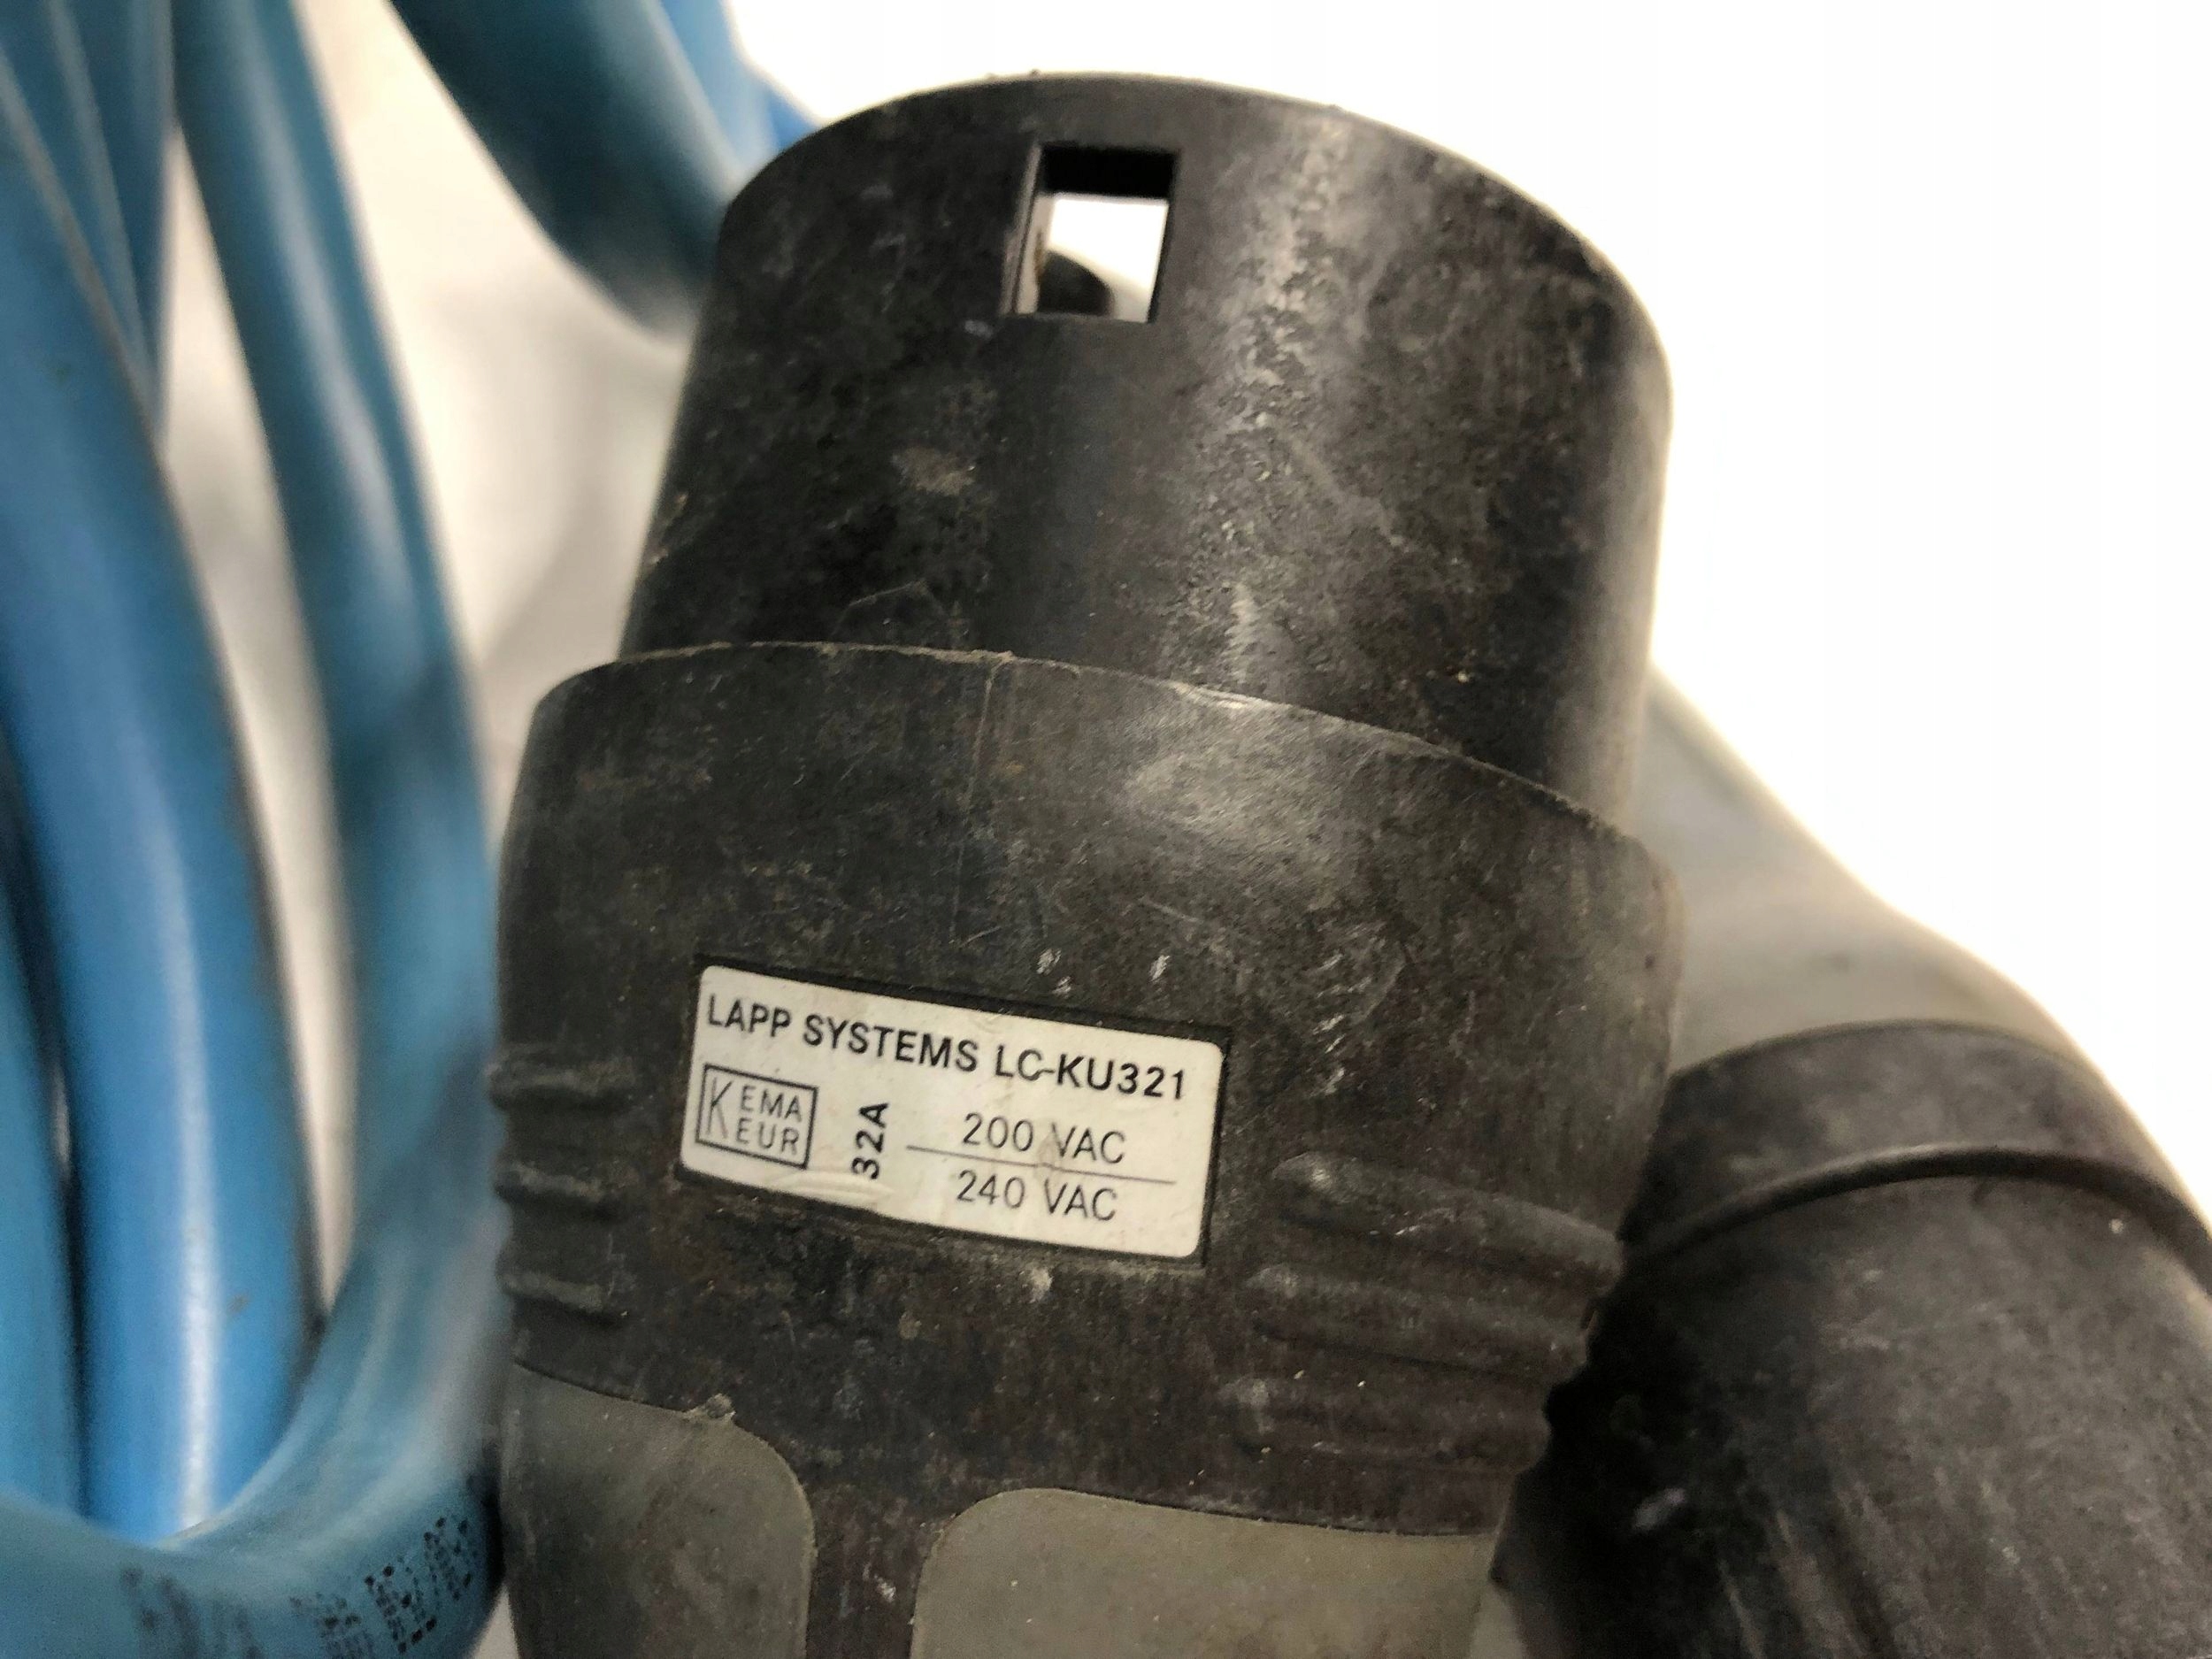 LAPP SYSTEMS LC-KU321
KEMA
KEUR
32A
200 VAC
240 VAC